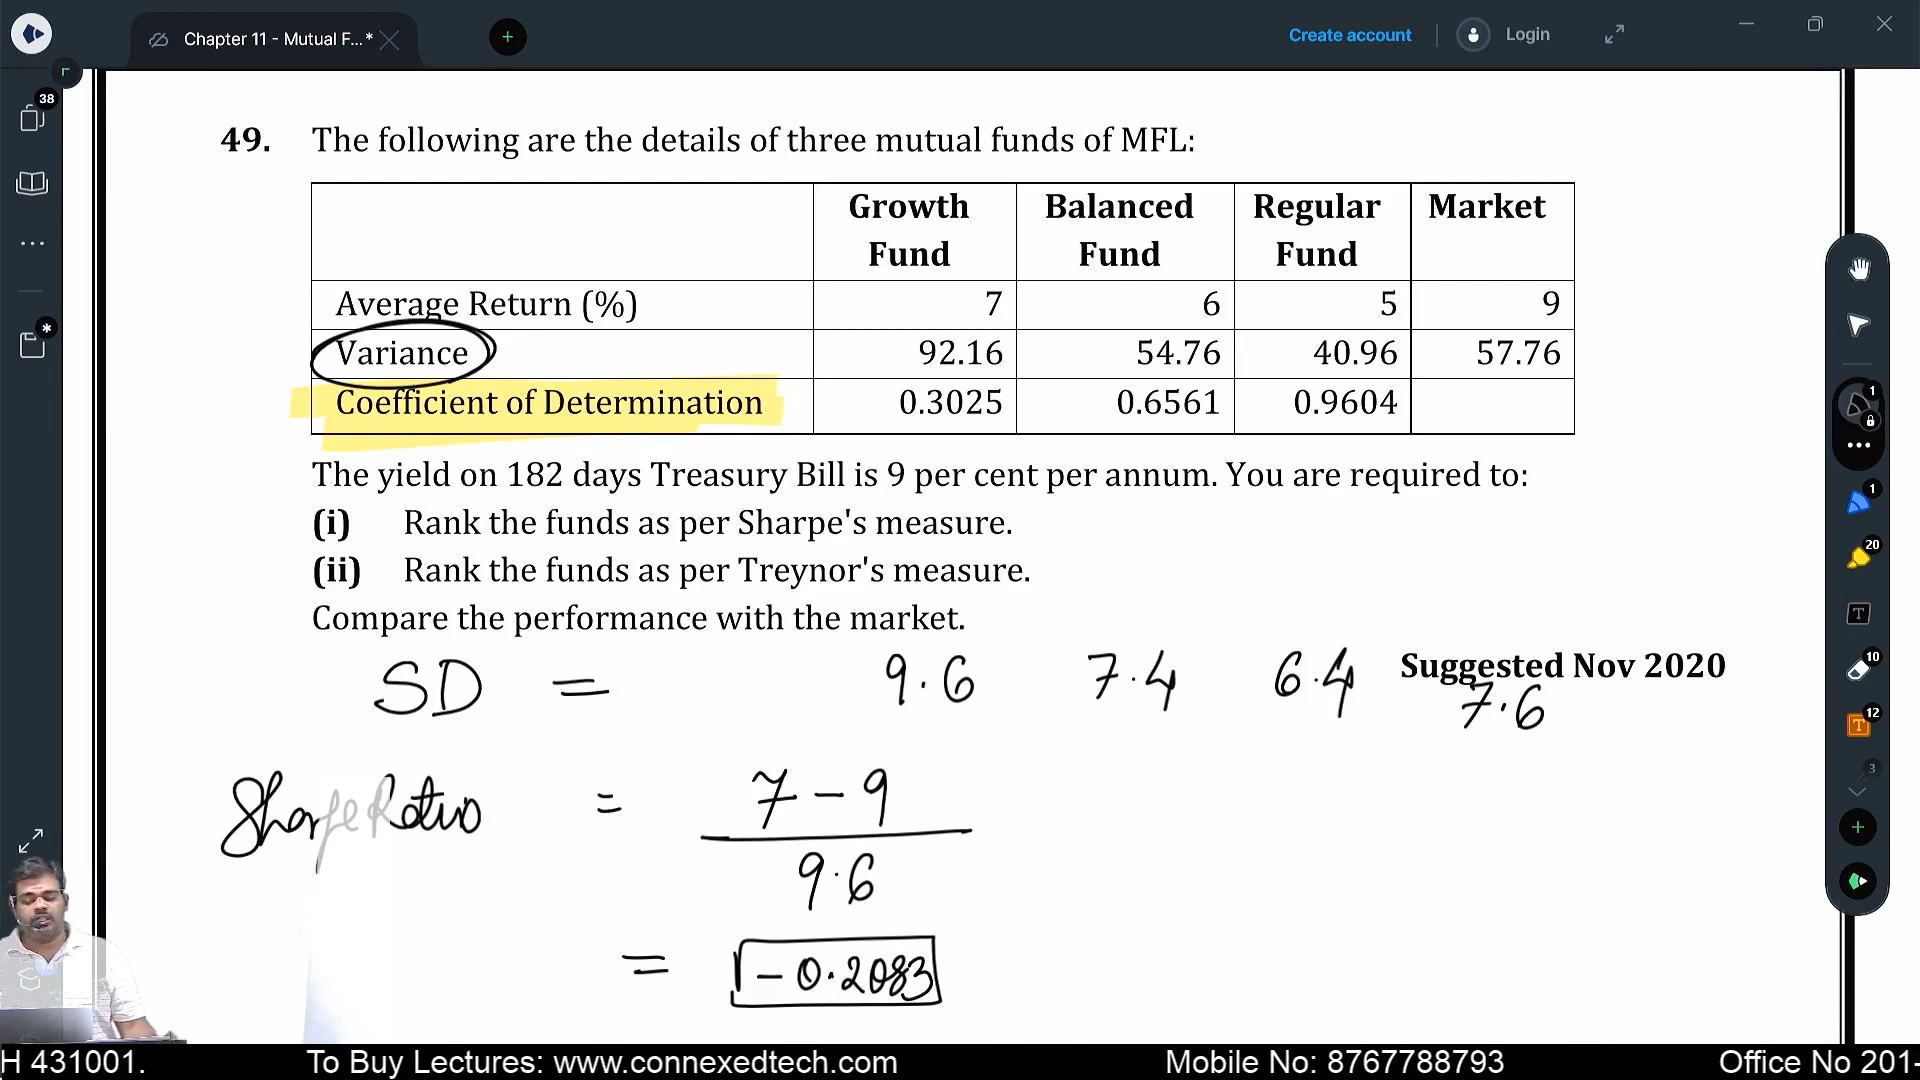 Chapter 11 - Mutual F...*
Create account
Login
38
49. The following are the details of three mutual funds of MFL:
Growth Fund Balanced Fund Regular Fund Market
Average Return (%) 7 6 5 9
Variance 92.16 54.76 40.96 57.76
Coefficient of Determination 0.3025 0.6561 0.9604
The yield on 182 days Treasury Bill is 9 per cent per annum. You are required to:
(i) Rank the funds as per Sharpe's measure.
(ii) Rank the funds as per Treynor's measure.
Compare the performance with the market.
Suggested Nov 2020
SD = 9.6 7.4 6.4 7.6
Sharpe Ratio = 7 - 9
9.6
= -0.2083
1
1
20
T
10
T 12
3
H 431001. To Buy Lectures: www.connexedtech.com Mobile No: 8767788793 Office No 201-